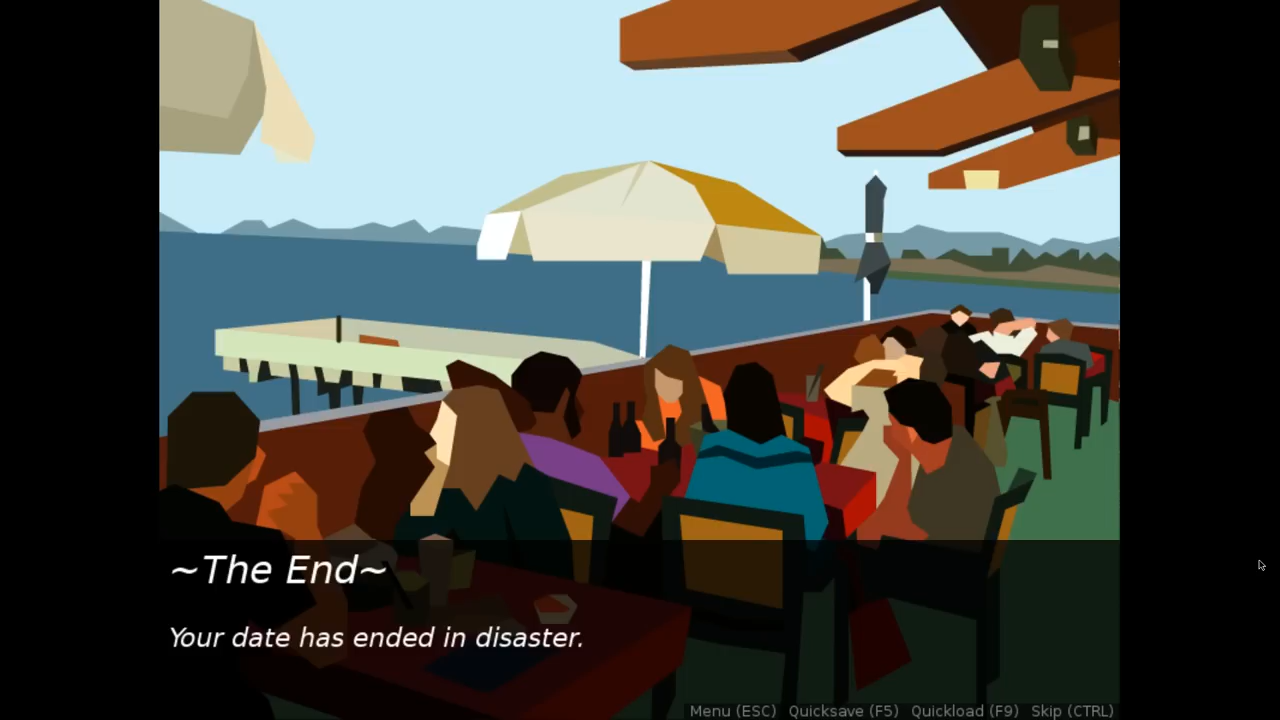 ~The End~
Your date has ended in disaster.
Menu (ESC) Quicksave (F5) Quickload (F9) Skip (CTRL)